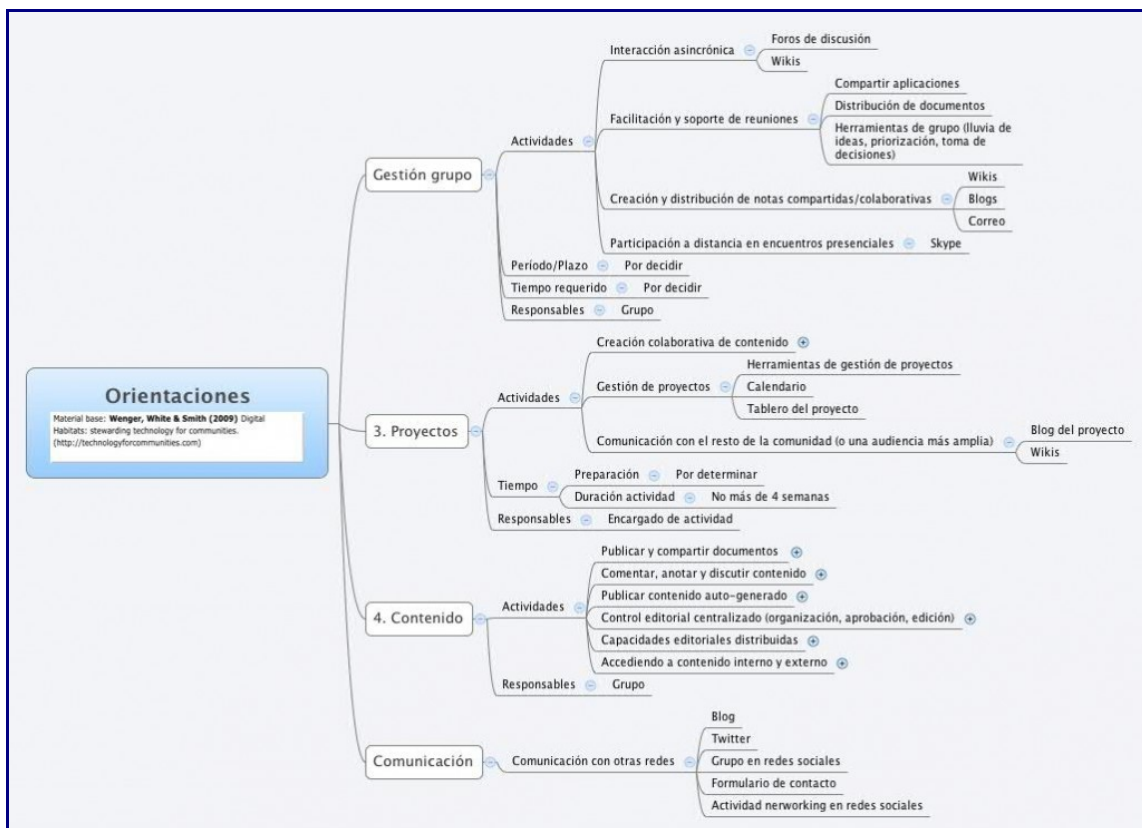 Orientaciones
Material base: Wenger, White & Smith (2009) Digital
Habitats: stewarding technology for communities.
(http://technologyforcommunities.com)
Gestión grupo
Actividades
Interacción asincrónica
Foros de discusión
Wikis
Facilitación y soporte de reuniones
Compartir aplicaciones
Distribución de documentos
Herramientas de grupo (lluvia de
ideas, priorización, toma de
decisiones)
Creación y distribución de notas compartidas/colaborativas
Wikis
Blogs
Correo
Participación a distancia en encuentros presenciales
Skype
Período/Plazo
Por decidir
Tiempo requerido
Por decidir
Responsables
Grupo
3. Proyectos
Actividades
Creación colaborativa de contenido
Gestión de proyectos
Herramientas de gestión de proyectos
Calendario
Tablero del proyecto
Comunicación con el resto de la comunidad (o una audiencia más amplia)
Blog del proyecto
Wikis
Tiempo
Preparación
Por determinar
Duración actividad
No más de 4 semanas
Responsables
Encargado de actividad
4. Contenido
Actividades
Publicar y compartir documentos
Comentar, anotar y discutir contenido
Publicar contenido auto-generado
Control editorial centralizado (organización, aprobación, edición)
Capacidades editoriales distribuidas
Accediendo a contenido interno y externo
Responsables
Grupo
Comunicación
Comunicación con otras redes
Blog
Twitter
Grupo en redes sociales
Formulario de contacto
Actividad nerworking en redes sociales